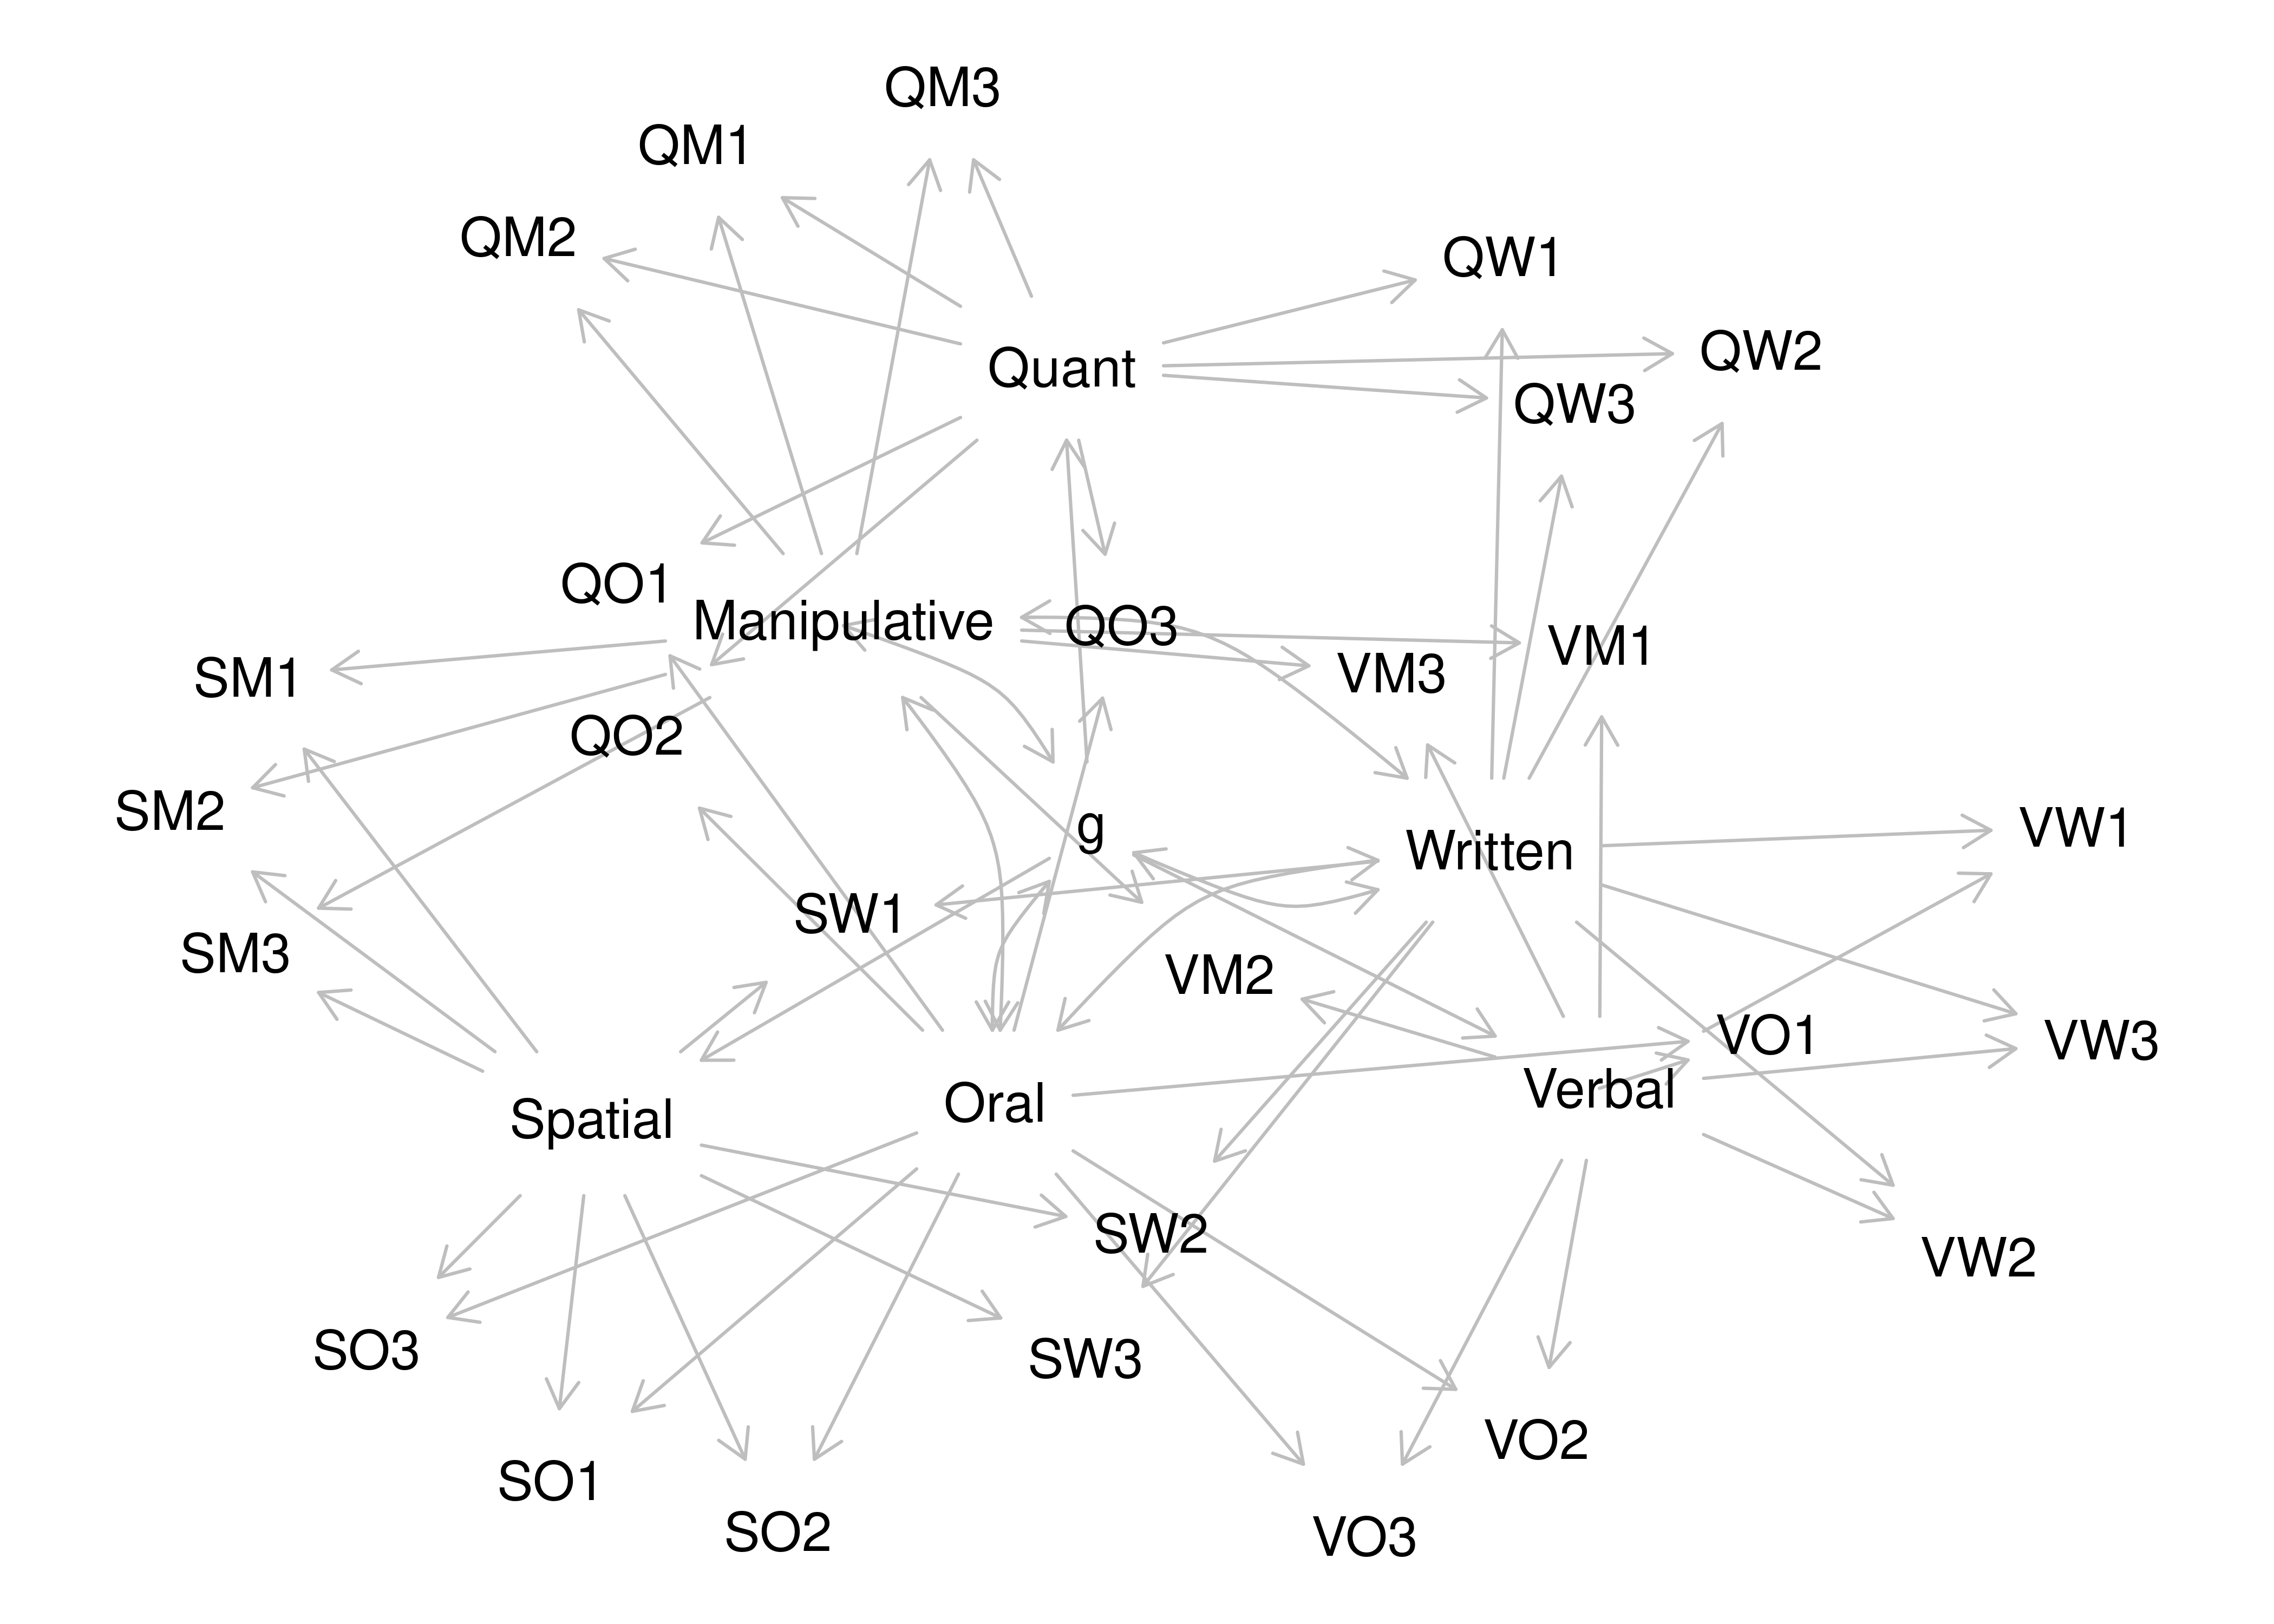 QM3
QM1
QM2
QW1
QW2
Quant
QW3
QO1
Manipulative
QO3
VM1
VM3
SM1
QO2
SM2
g
VW1
Written
SW1
SM3
VM2
VO1
VW3
Verbal
Oral
Spatial
SW2
VW2
SO3
SW3
VO2
SO1
SO2
VO3